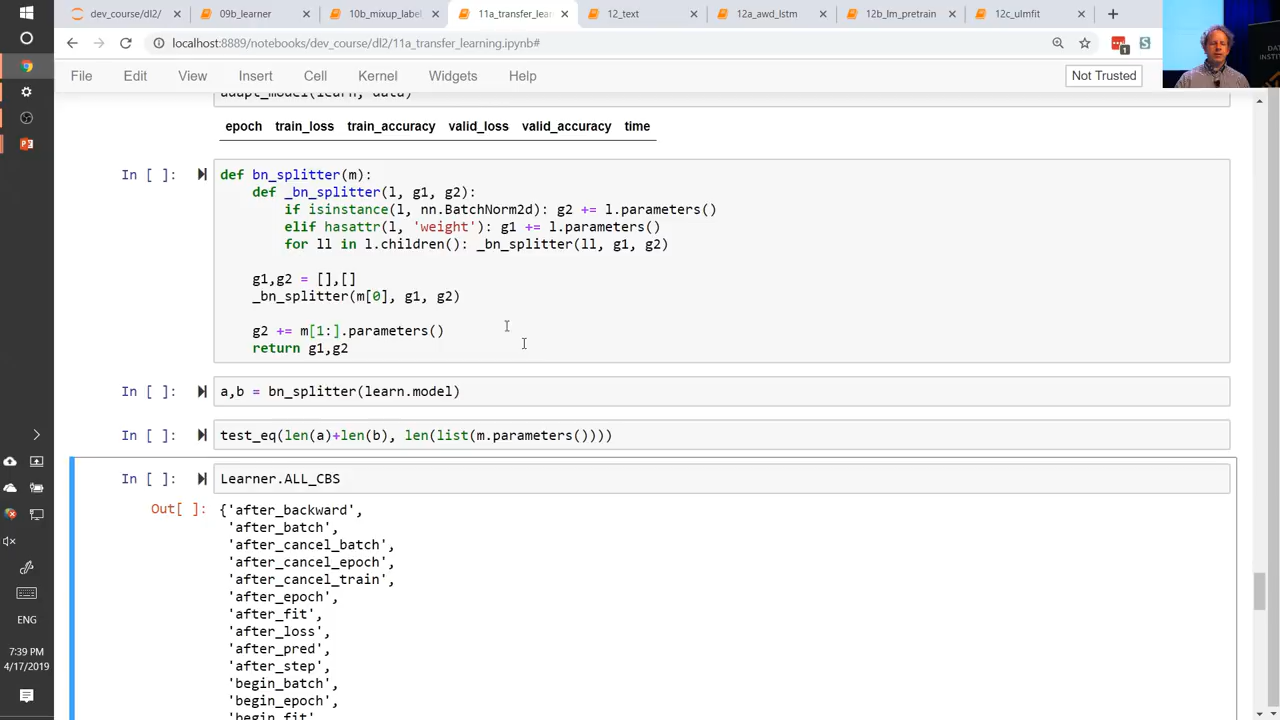 dev_course/dl2/
09b_learner
10b_mixup_label
11a_transfer_lea
12_text
12a_awd_lstm
12b_lm_pretrain
12c_ulmfit
localhost:8889/notebooks/dev_course/dl2/11a_transfer_learning.ipynb#
1
S
File Edit View Insert Cell Kernel Widgets Help
Not Trusted
adapt_model(learn, data)
epoch train_loss train_accuracy valid_loss valid_accuracy time
In [ ]: def bn_splitter(m):
def _bn_splitter(l, g1, g2):
if isinstance(l, nn.BatchNorm2d): g2 += l.parameters()
elif hasattr(l, 'weight'): g1 += l.parameters()
for ll in l.children(): _bn_splitter(ll, g1, g2)
g1,g2 = [],[]
_bn_splitter(m[0], g1, g2)
g2 += m[1:].parameters()
return g1,g2
In [ ]: a,b = bn_splitter(learn.model)
In [ ]: test_eq(len(a)+len(b), len(list(m.parameters())))
In [ ]: Learner.ALL_CBS
Out[ ]: {'after_backward',
'after_batch',
'after_cancel_batch',
'after_cancel_epoch',
'after_cancel_train',
'after_epoch',
'after_fit',
'after_loss',
'after_pred',
'after_step',
'begin_batch',
'begin_epoch',
'begin_fit',
ENG
7:39 PM
4/17/2019